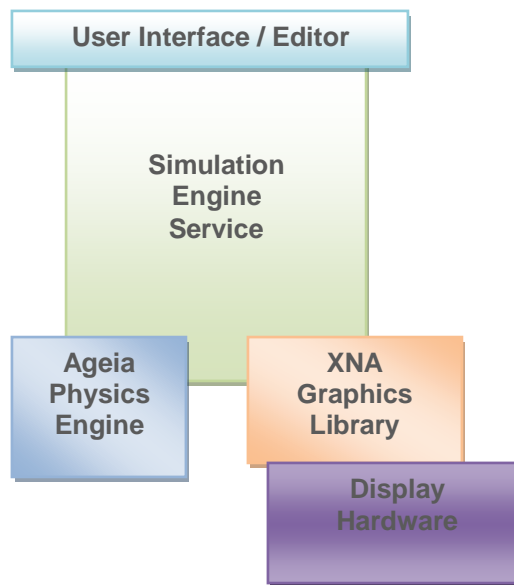 User Interface / Editor
Simulation
Engine
Service
Ageia
Physics
Engine
XNA
Graphics
Library
Display
Hardware